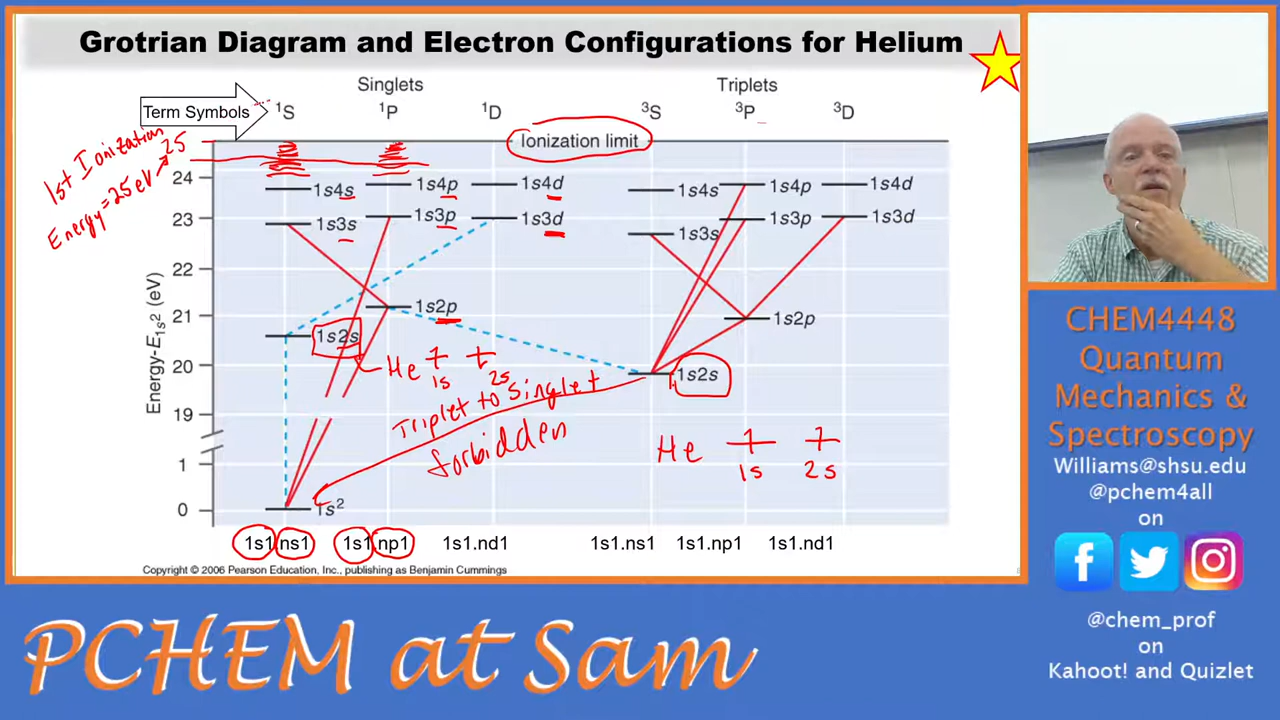 Grotrian Diagram and Electron Configurations for Helium
Singlets
Triplets
Term Symbols
¹S
¹P
¹D
³S
³P
³D
Ionization limit
1st Ionization
Energy = 25 eV
25
24
23
22
21
20
19
1
0
Energy-E1s² (eV)
1s4s
1s4p
1s4d
1s4s
1s4p
1s4d
1s3s
1s3p
1s3d
1s3s
1s3p
1s3d
1s2p
1s2p
1s2s
1s2s
He
1s
2s
Triplet to Singlet
forbidden
He
1s
2s
1s²
1s1.ns1
1s1.np1
1s1.nd1
1s1.ns1
1s1.np1
1s1.nd1
Copyright © 2006 Pearson Education, Inc., publishing as Benjamin Cummings
CHEM4448
Quantum
Mechanics &
Spectroscopy
Williams@shsu.edu
@pchem4all
on
@chem_prof
on
Kahoot! and Quizlet
PCHEM at Sam